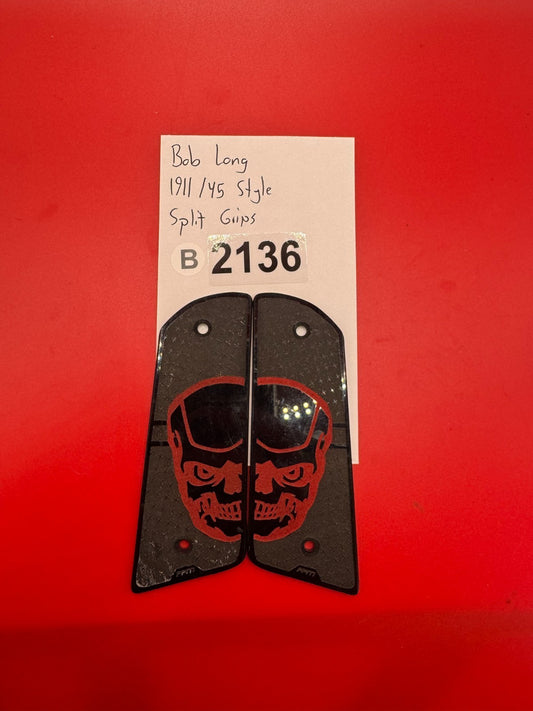 Bob Long
1911/45 Style
Split Grips
B 2136